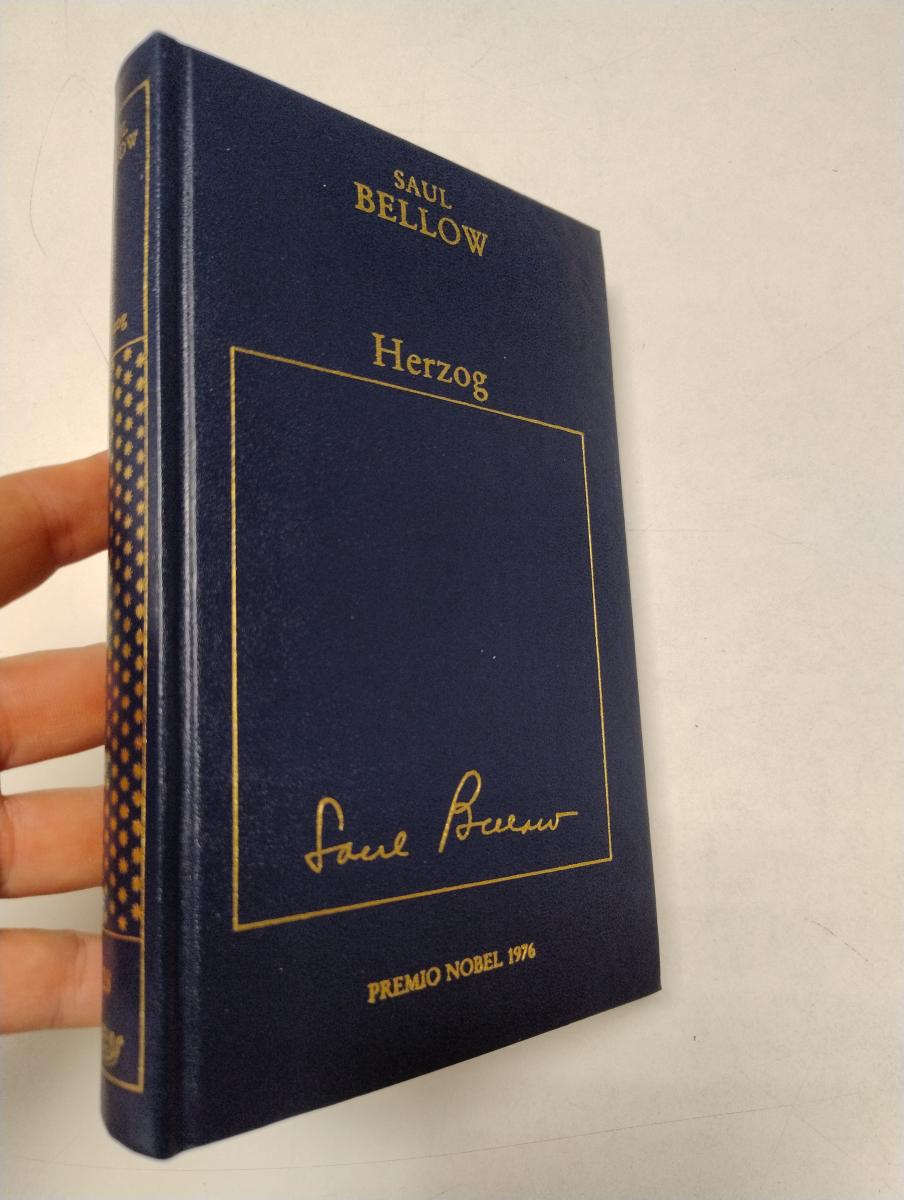 SAUL
BELLOW
Herzog
Saul Bellow
PREMIO NOBEL 1976